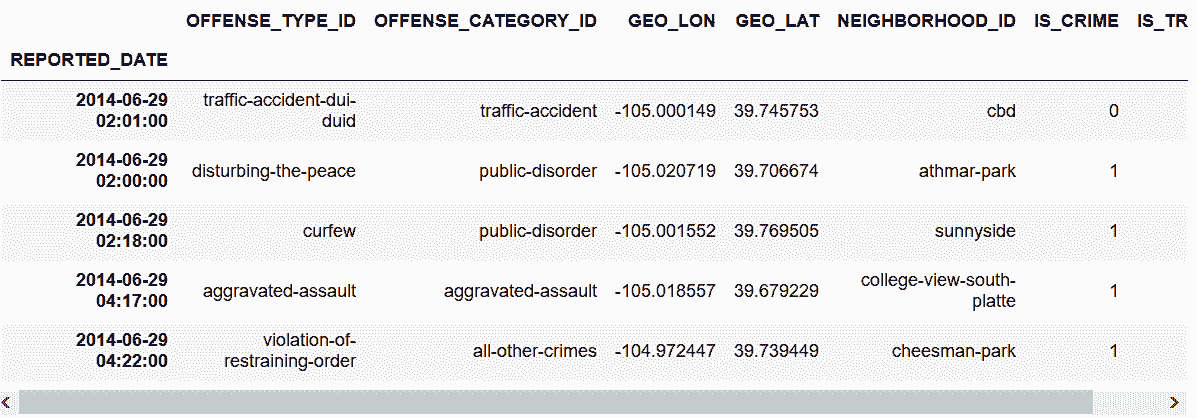 OFFENSE_TYPE_ID OFFENSE_CATEGORY_ID GEO_LON GEO_LAT NEIGHBORHOOD_ID IS_CRIME IS_TR
REPORTED_DATE
2014-06-29 02:01:00 traffic-accident-dui-duid traffic-accident -105.000149 39.745753 cbd 0
2014-06-29 02:00:00 disturbing-the-peace public-disorder -105.020719 39.706674 athmar-park 1
2014-06-29 02:18:00 curfew public-disorder -105.001552 39.769505 sunnyside 1
2014-06-29 04:17:00 aggravated-assault aggravated-assault -105.018557 39.679229 college-view-south-platte 1
2014-06-29 04:22:00 violation-of-restraining-order all-other-crimes -104.972447 39.739449 cheesman-park 1